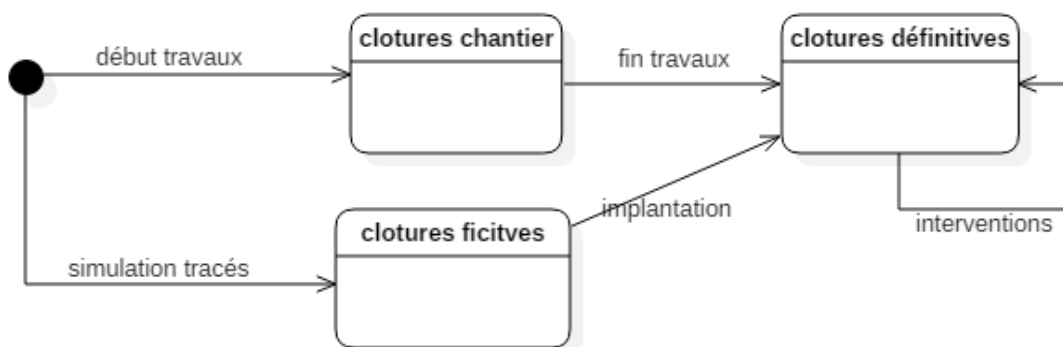 clotures chantier
clotures définitives
début travaux
fin travaux
implantation
clotures ficitves
interventions
simulation tracés